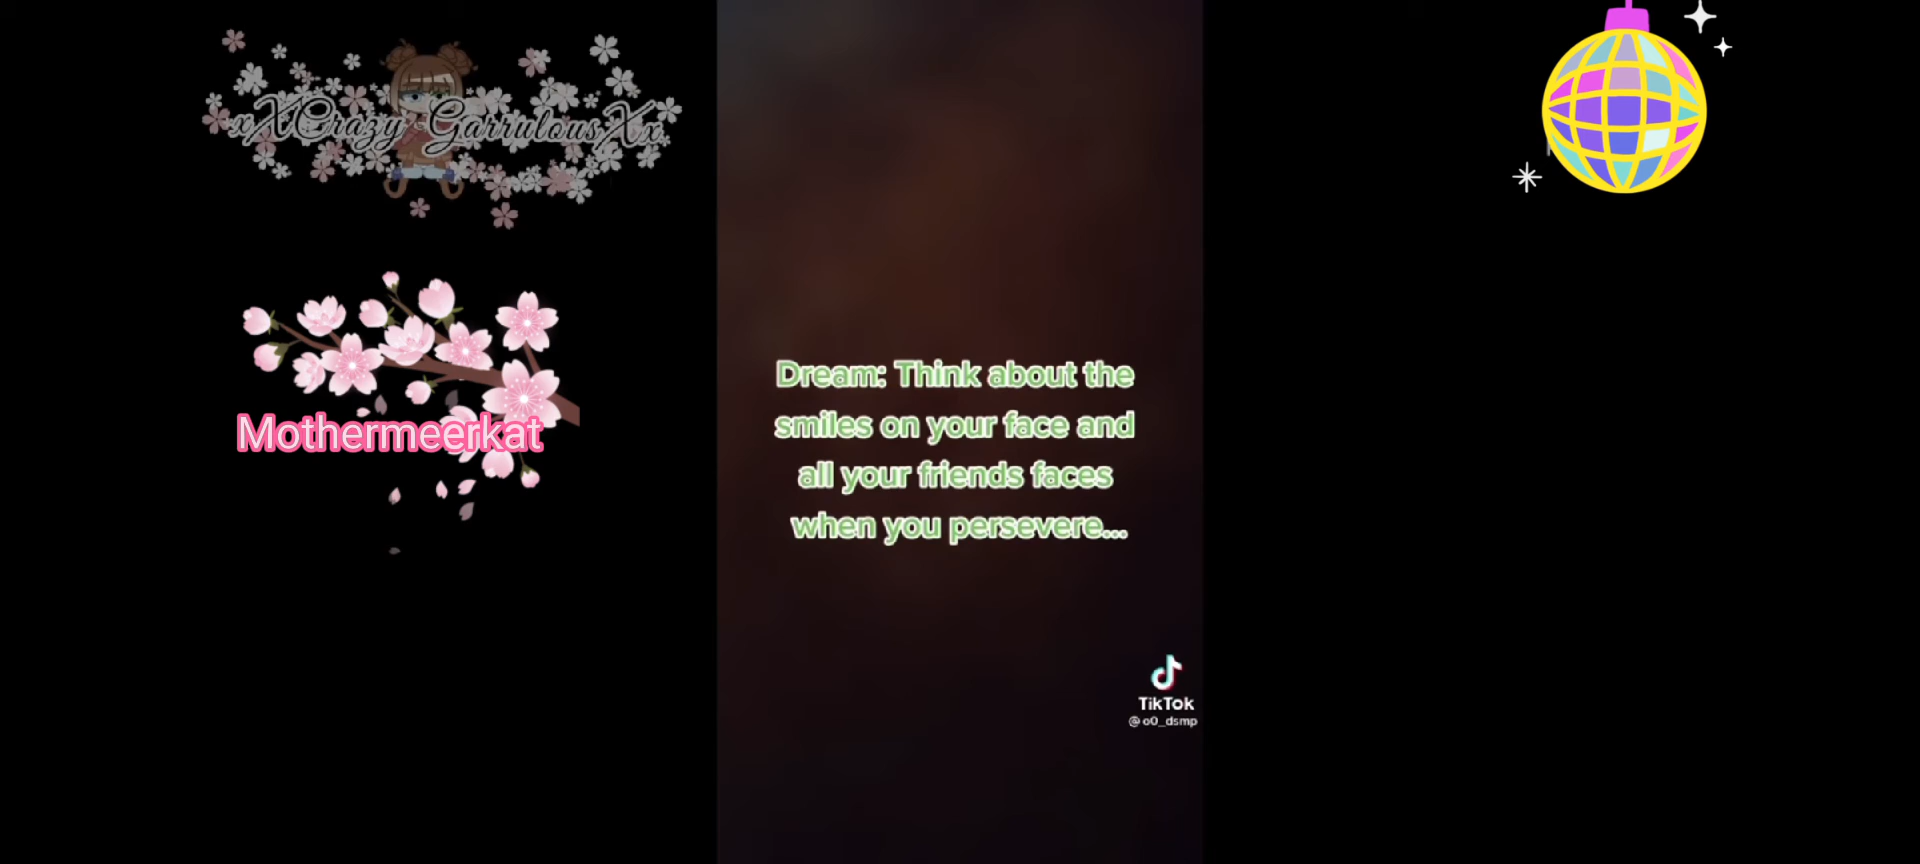 xXCrazy GarrulousXx
Mothermeerkat
Dream: Think about the
smiles on your face and
all your friends faces
when you persevere...
TikTok
@o0_dsmp